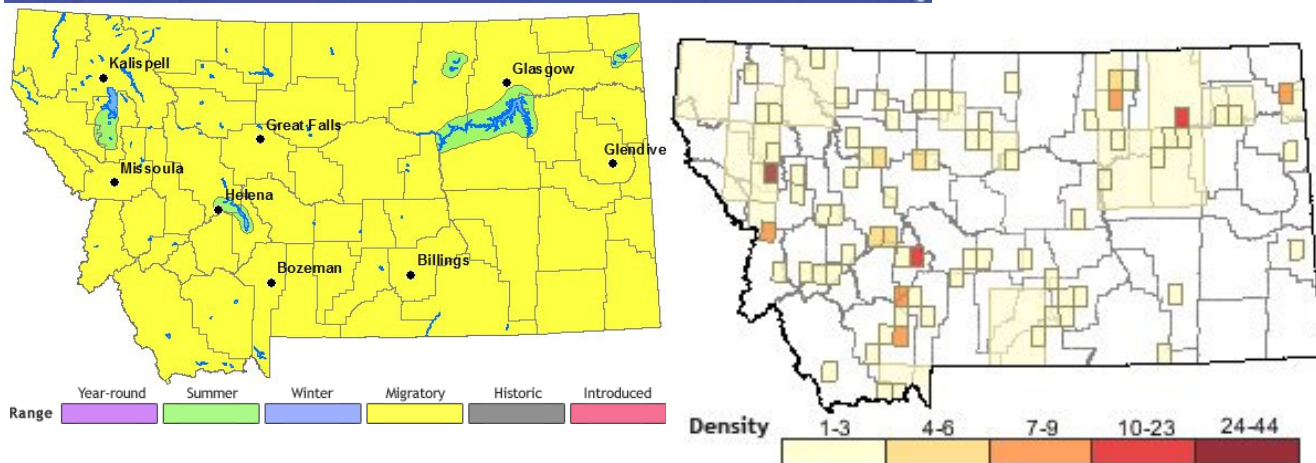 Kalispell
Glasgow
Great Falls
Glendive
Missoula
Helena
Bozeman
Billings
Range Year-round Summer Winter Migratory Historic Introduced
Density 1-3 4-6 7-9 10-23 24-44